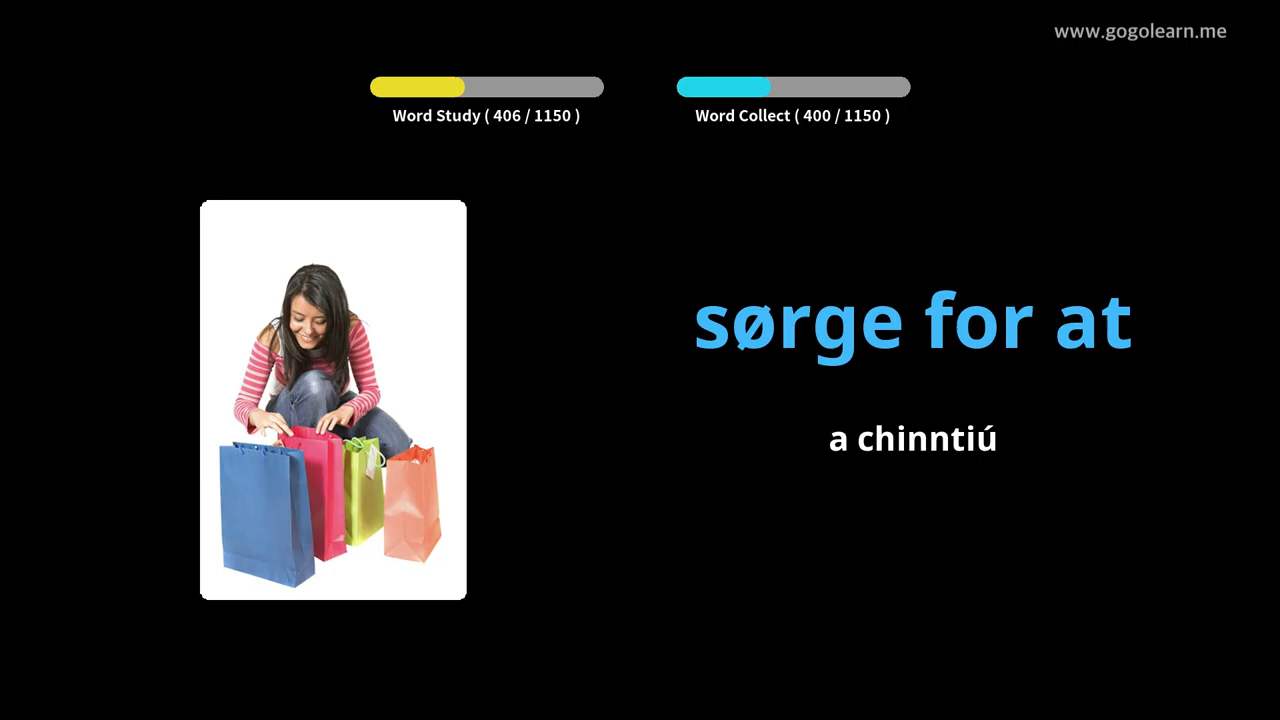 www.gogolearn.me
Word Study ( 406 / 1150 )
Word Collect ( 400 / 1150 )
sørge for at
a chinntiú